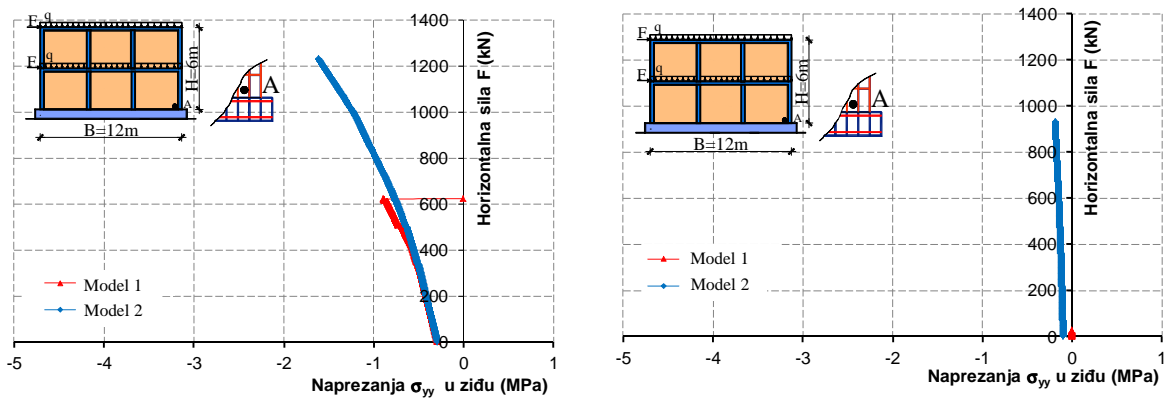 F
q
F
H=6m
A
B=12m
A
1400
1200
1000
800
600
400
200
0
Horizontalna sila F (kN)
Model 1
Model 2
-5
-4
-3
-2
-1
0
1
Naprezanja σyy u ziđu (MPa)
F
q
F
H=6m
A
B=12m
A
1400
1200
1000
800
600
400
200
0
Horizontalna sila F (kN)
Model 1
Model 2
-5
-4
-3
-2
-1
0
1
Naprezanja σyy u ziđu (MPa)